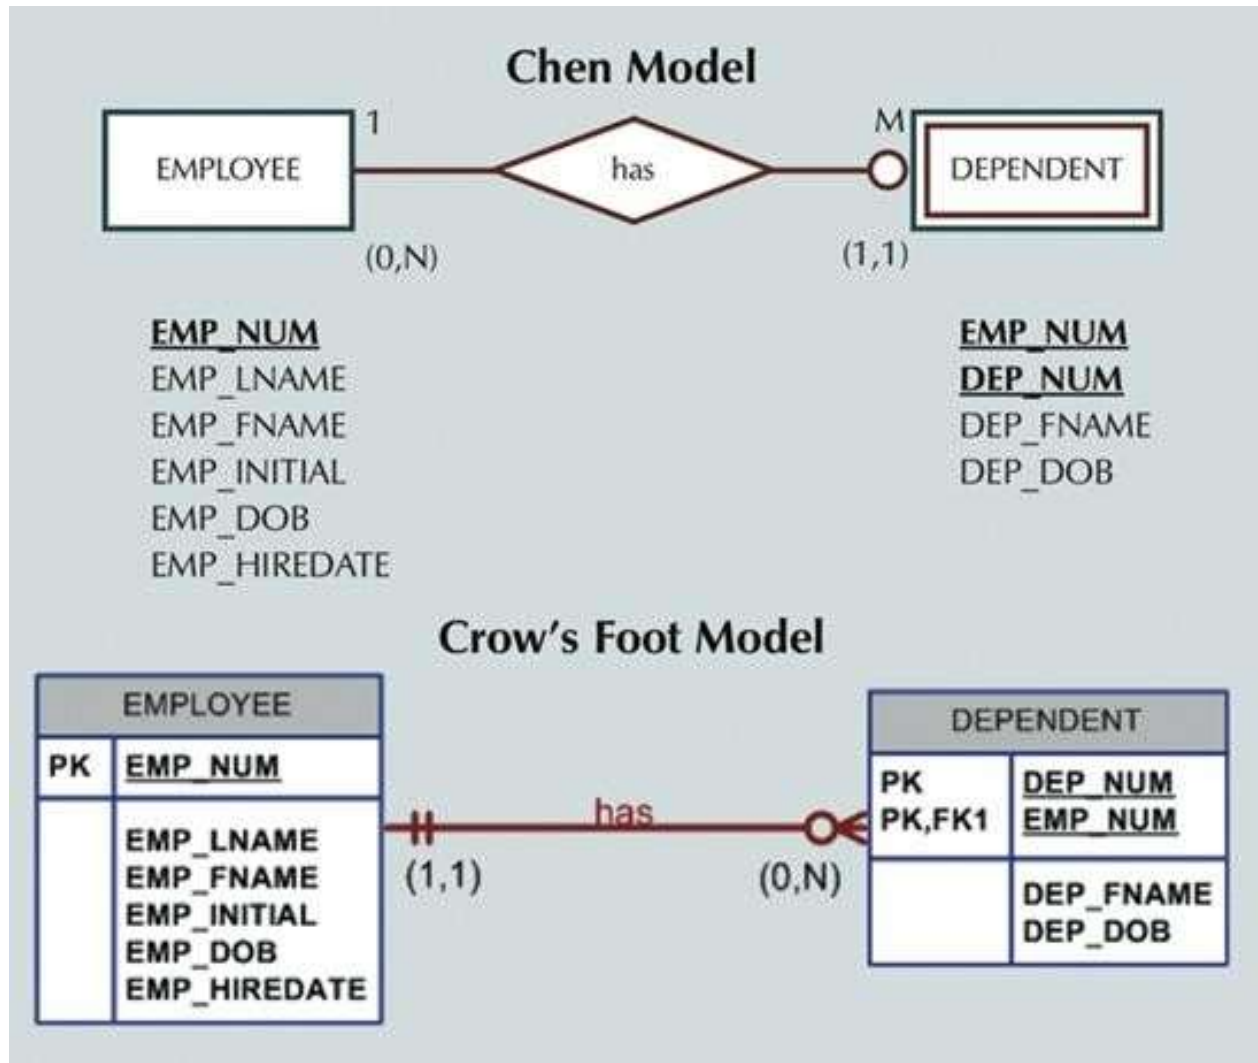 Chen Model
1
M
EMPLOYEE
has
DEPENDENT
(0,N)
(1,1)
EMP_NUM
EMP_LNAME
EMP_FNAME
EMP_INITIAL
EMP_DOB
EMP_HIREDATE
EMP_NUM
DEP_NUM
DEP_FNAME
DEP_DOB
Crow's Foot Model
EMPLOYEE
PK EMP_NUM
EMP_LNAME
EMP_FNAME
EMP_INITIAL
EMP_DOB
EMP_HIREDATE
has
(1,1)
(0,N)
DEPENDENT
PK DEP_NUM
PK,FK1 EMP_NUM
DEP_FNAME
DEP_DOB